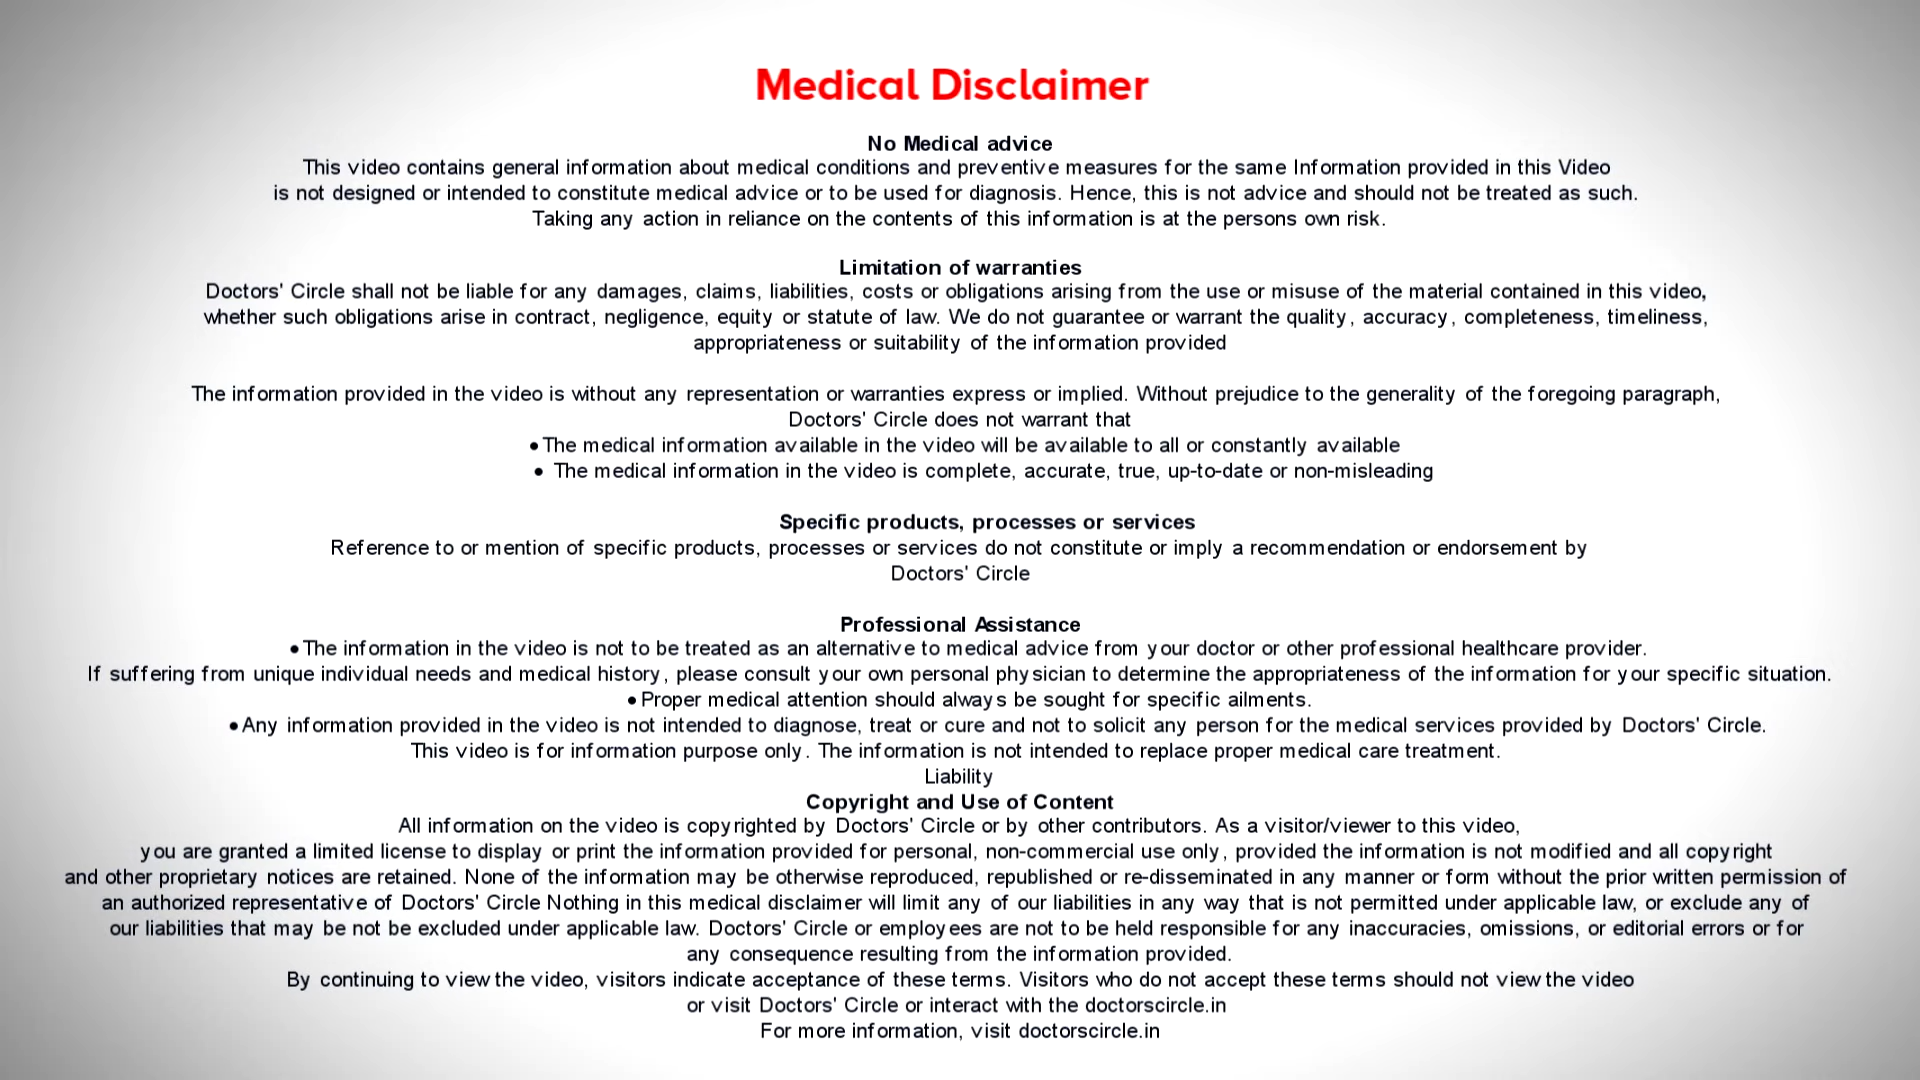 Medical Disclaimer
No Medical advice
This video contains general information about medical conditions and preventive measures for the same Information provided in this Video
is not designed or intended to constitute medical advice or to be used for diagnosis. Hence, this is not advice and should not be treated as such.
Taking any action in reliance on the contents of this information is at the persons own risk.
Limitation of warranties
Doctors' Circle shall not be liable for any damages, claims, liabilities, costs or obligations arising from the use or misuse of the material contained in this video,
whether such obligations arise in contract, negligence, equity or statute of law. We do not guarantee or warrant the quality, accuracy, completeness, timeliness,
appropriateness or suitability of the information provided
The information provided in the video is without any representation or warranties express or implied. Without prejudice to the generality of the foregoing paragraph,
Doctors' Circle does not warrant that
•The medical information available in the video will be available to all or constantly available
• The medical information in the video is complete, accurate, true, up-to-date or non-misleading
Specific products, processes or services
Reference to or mention of specific products, processes or services do not constitute or imply a recommendation or endorsement by
Doctors' Circle
Professional Assistance
•The information in the video is not to be treated as an alternative to medical advice from your doctor or other professional healthcare provider.
If suffering from unique individual needs and medical history, please consult your own personal physician to determine the appropriateness of the information for your specific situation.
•Proper medical attention should always be sought for specific ailments.
•Any information provided in the video is not intended to diagnose, treat or cure and not to solicit any person for the medical services provided by Doctors' Circle.
This video is for information purpose only. The information is not intended to replace proper medical care treatment.
Liability
Copyright and Use of Content
All information on the video is copyrighted by Doctors' Circle or by other contributors. As a visitor/viewer to this video,
you are granted a limited license to display or print the information provided for personal, non-commercial use only, provided the information is not modified and all copyright
and other proprietary notices are retained. None of the information may be otherwise reproduced, republished or re-disseminated in any manner or form without the prior written permission of
an authorized representative of Doctors' Circle Nothing in this medical disclaimer will limit any of our liabilities in any way that is not permitted under applicable law, or exclude any of
our liabilities that may be not be excluded under applicable law. Doctors' Circle or employees are not to be held responsible for any inaccuracies, omissions, or editorial errors or for
any consequence resulting from the information provided.
By continuing to view the video, visitors indicate acceptance of these terms. Visitors who do not accept these terms should not view the video
or visit Doctors' Circle or interact with the doctorscircle.in
For more information, visit doctorscircle.in